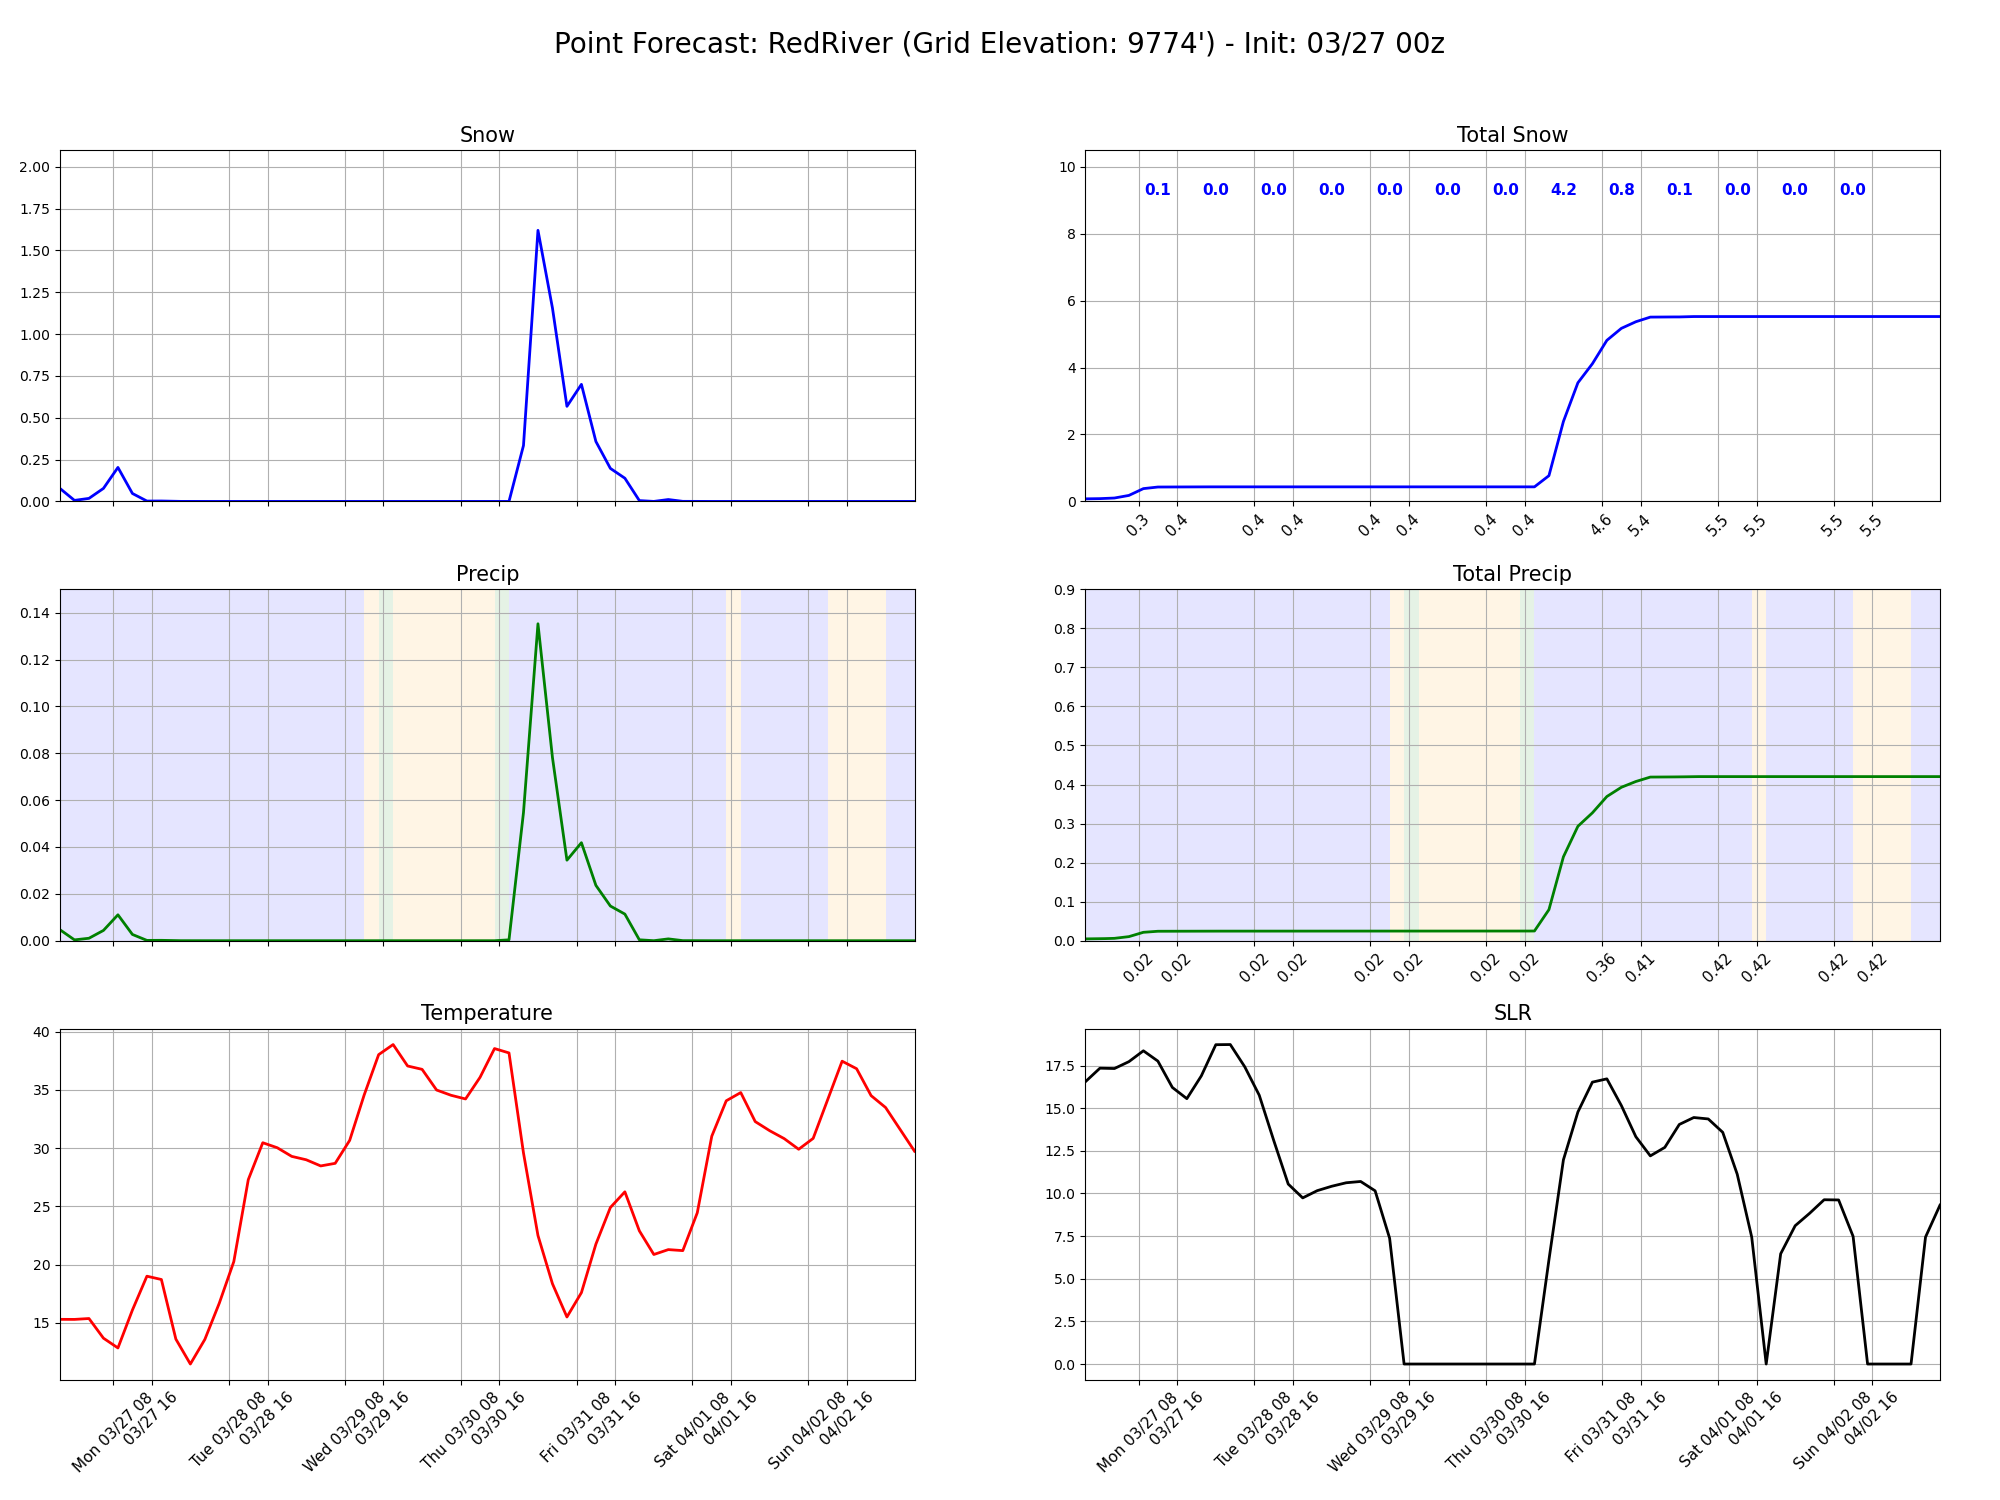 Point Forecast: RedRiver (Grid Elevation: 9774') - Init: 03/27 00z
Snow
2.00
1.75
1.50
1.25
1.00
0.75
0.50
0.25
0.00
Total Snow
10
8
6
4
2
0
0.1 0.0 0.0 0.0 0.0 0.0 0.0 4.2 0.8 0.1 0.0 0.0 0.0
0.3 0.4 0.4 0.4 0.4 0.4 0.4 0.4 4.6 5.4 5.5 5.5 5.5 5.5
Precip
0.14
0.12
0.10
0.08
0.06
0.04
0.02
0.00
Total Precip
0.9
0.8
0.7
0.6
0.5
0.4
0.3
0.2
0.1
0.0
0.02 0.02 0.02 0.02 0.02 0.02 0.02 0.02 0.36 0.41 0.42 0.42 0.42 0.42
Temperature
40
35
30
25
20
15
Mon 03/27 08
03/27 16
Tue 03/28 08
03/28 16
Wed 03/29 08
03/29 16
Thu 03/30 08
03/30 16
Fri 03/31 08
03/31 16
Sat 04/01 08
04/01 16
Sun 04/02 08
04/02 16
SLR
17.5
15.0
12.5
10.0
7.5
5.0
2.5
0.0
Mon 03/27 08
03/27 16
Tue 03/28 08
03/28 16
Wed 03/29 08
03/29 16
Thu 03/30 08
03/30 16
Fri 03/31 08
03/31 16
Sat 04/01 08
04/01 16
Sun 04/02 08
04/02 16